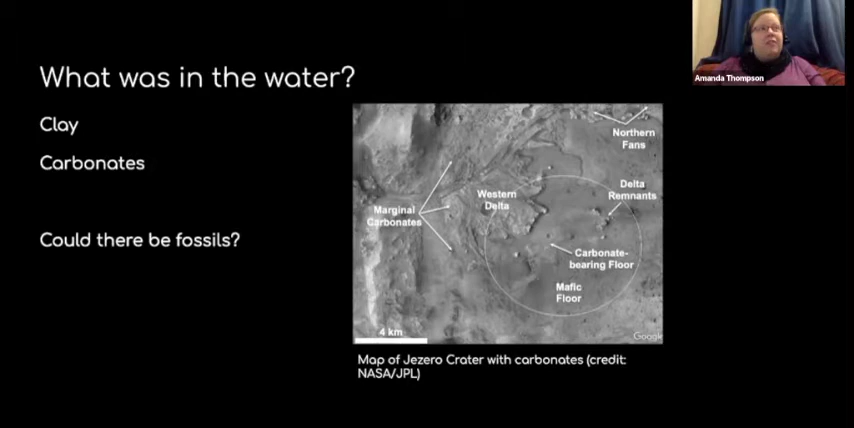 What was in the water?
Amanda Thompson
Clay
Carbonates
Could there be fossils?
Northern
Fans
Delta
Remnants
Western
Delta
Marginal
Carbonates
Carbonate-
bearing Floor
Mafic
Floor
4 km
Google
Map of Jezero Crater with carbonates (credit:
NASA/JPL)